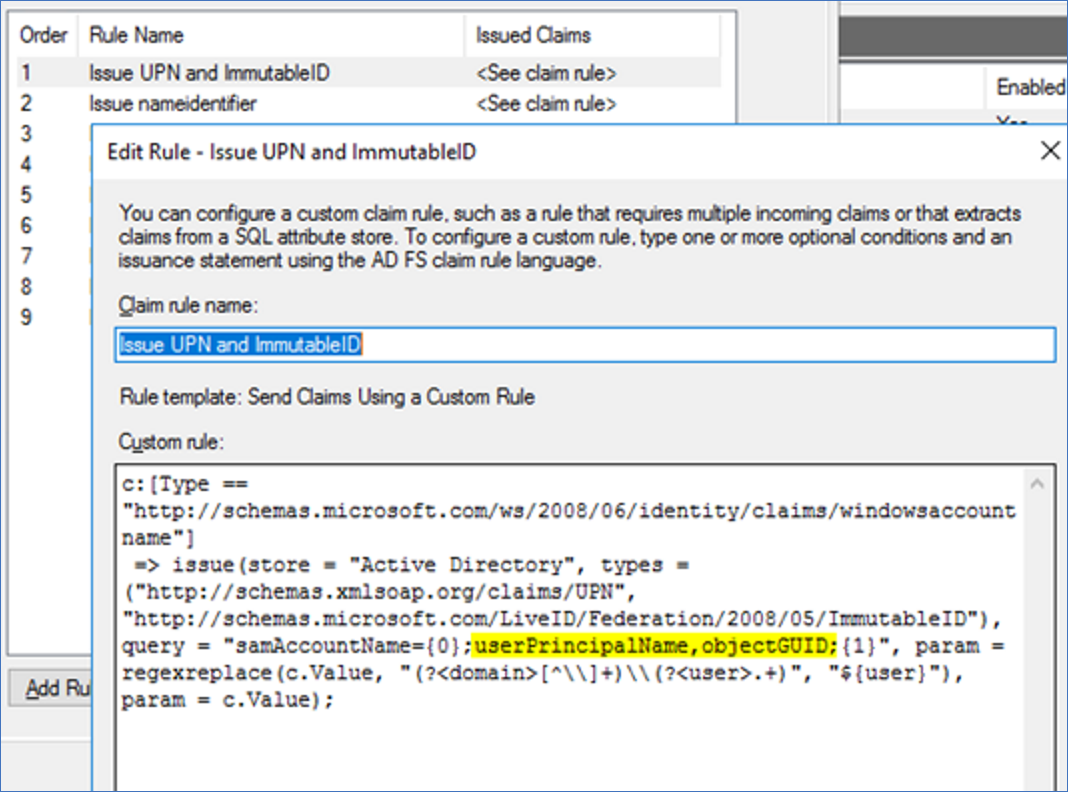 Order Rule Name Issued Claims
1 Issue UPN and ImmutableID <See claim rule>
Enabled
2 Issue nameidentifier <See claim rule>
3
Edit Rule - Issue UPN and ImmutableID
4
5
You can configure a custom claim rule, such as a rule that requires multiple incoming claims or that extracts
6
claims from a SQL attribute store. To configure a custom rule, type one or more optional conditions and an
7
issuance statement using the AD FS claim rule language.
8
Claim rule name:
9
Issue UPN and ImmutableID
Rule template: Send Claims Using a Custom Rule
Custom rule:
c:[Type ==
"http://schemas.microsoft.com/ws/2008/06/identity/claims/windowsaccount
name"]
=> issue(store = "Active Directory", types =
("http://schemas.xmlsoap.org/claims/UPN",
"http://schemas.microsoft.com/LiveID/Federation/2008/05/ImmutableID"),
query = "samAccountName={0};userPrincipalName,objectGUID;{1}", param =
regexreplace(c.Value, "(?<domain>[^\\]+)\\(?<user>.+)", "${user}"),
param = c.Value);
Add Ru